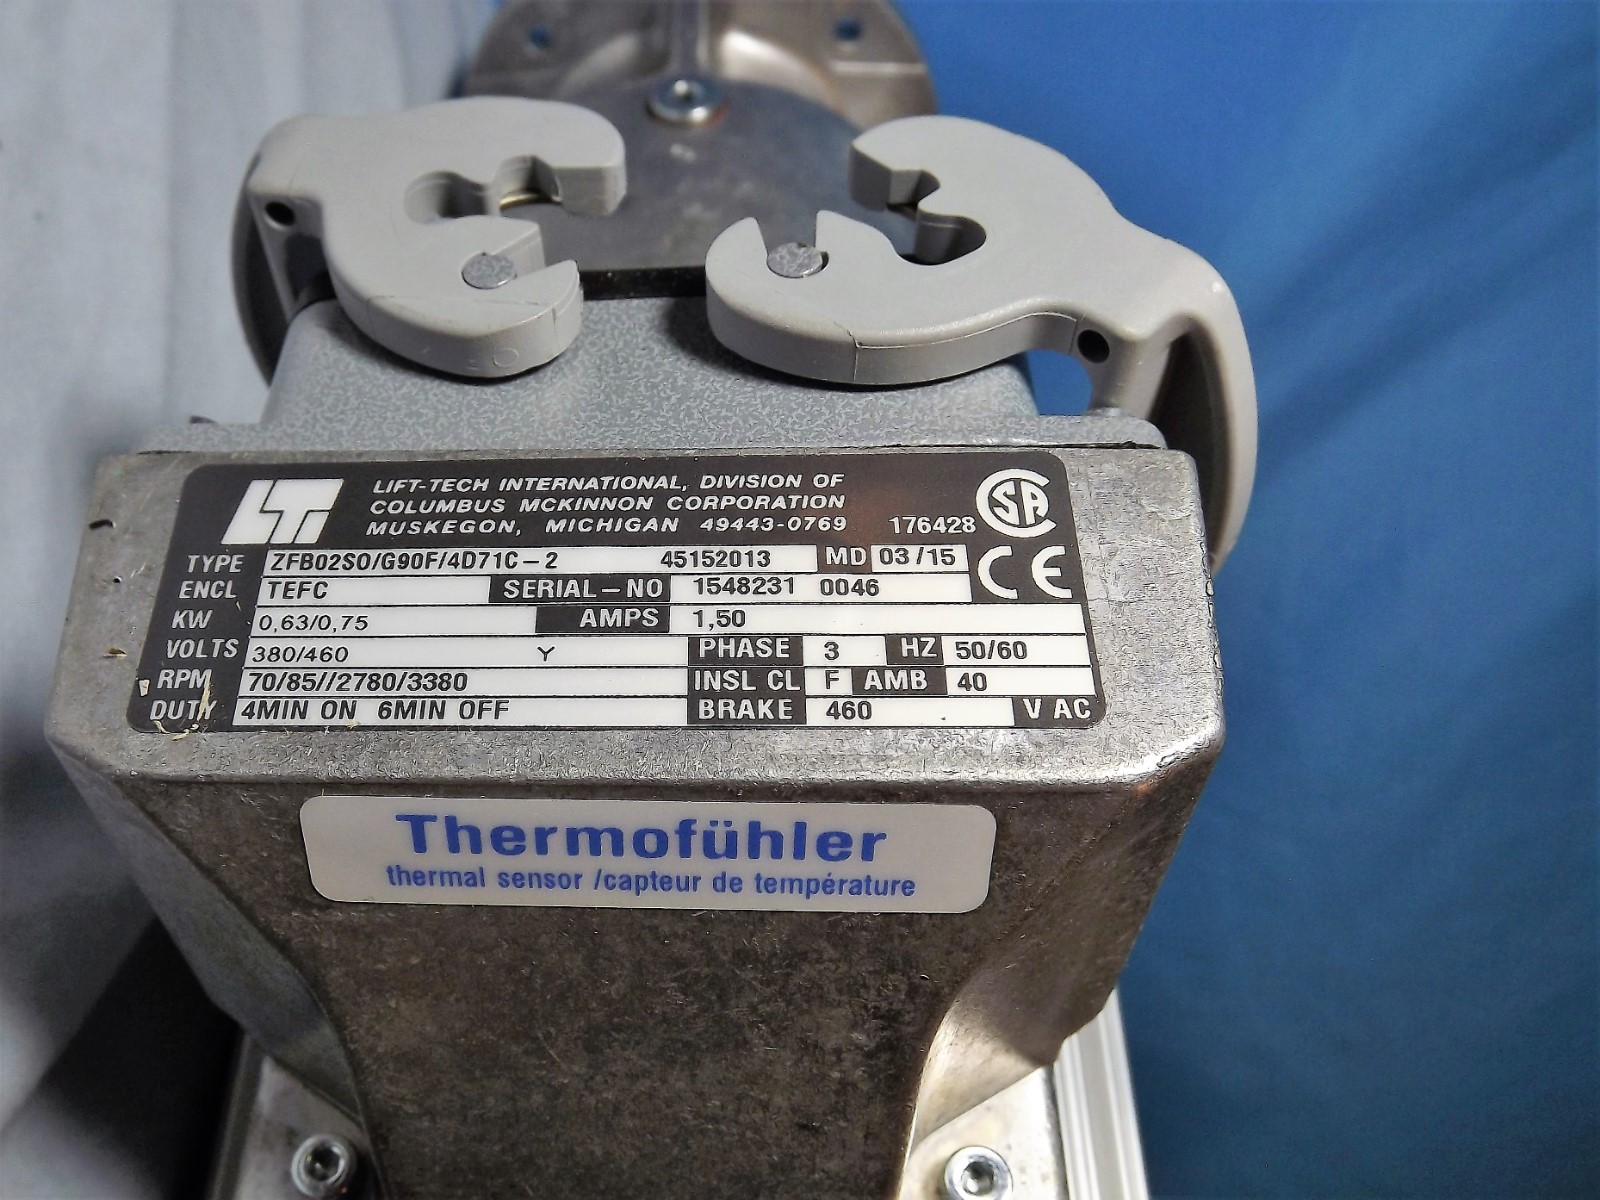 LTI LIFT-TECH INTERNATIONAL, DIVISION OF
COLUMBUS MCKINNON CORPORATION
MUSKEGON, MICHIGAN 49443-0769 176428 CSA
TYPE ZFB02SO/G90F/4D71C-2 45152013 MD 03/15 CE
ENCL TEFC SERIAL-NO 1548231 0046
KW 0,63/0,75 AMPS 1,50
VOLTS 380/460 Y PHASE 3 HZ 50/60
RPM 70/85//2780/3380 INSL CL F AMB 40
DUTY 4MIN ON 6MIN OFF BRAKE 460 V AC
Thermofühler
thermal sensor /capteur de température